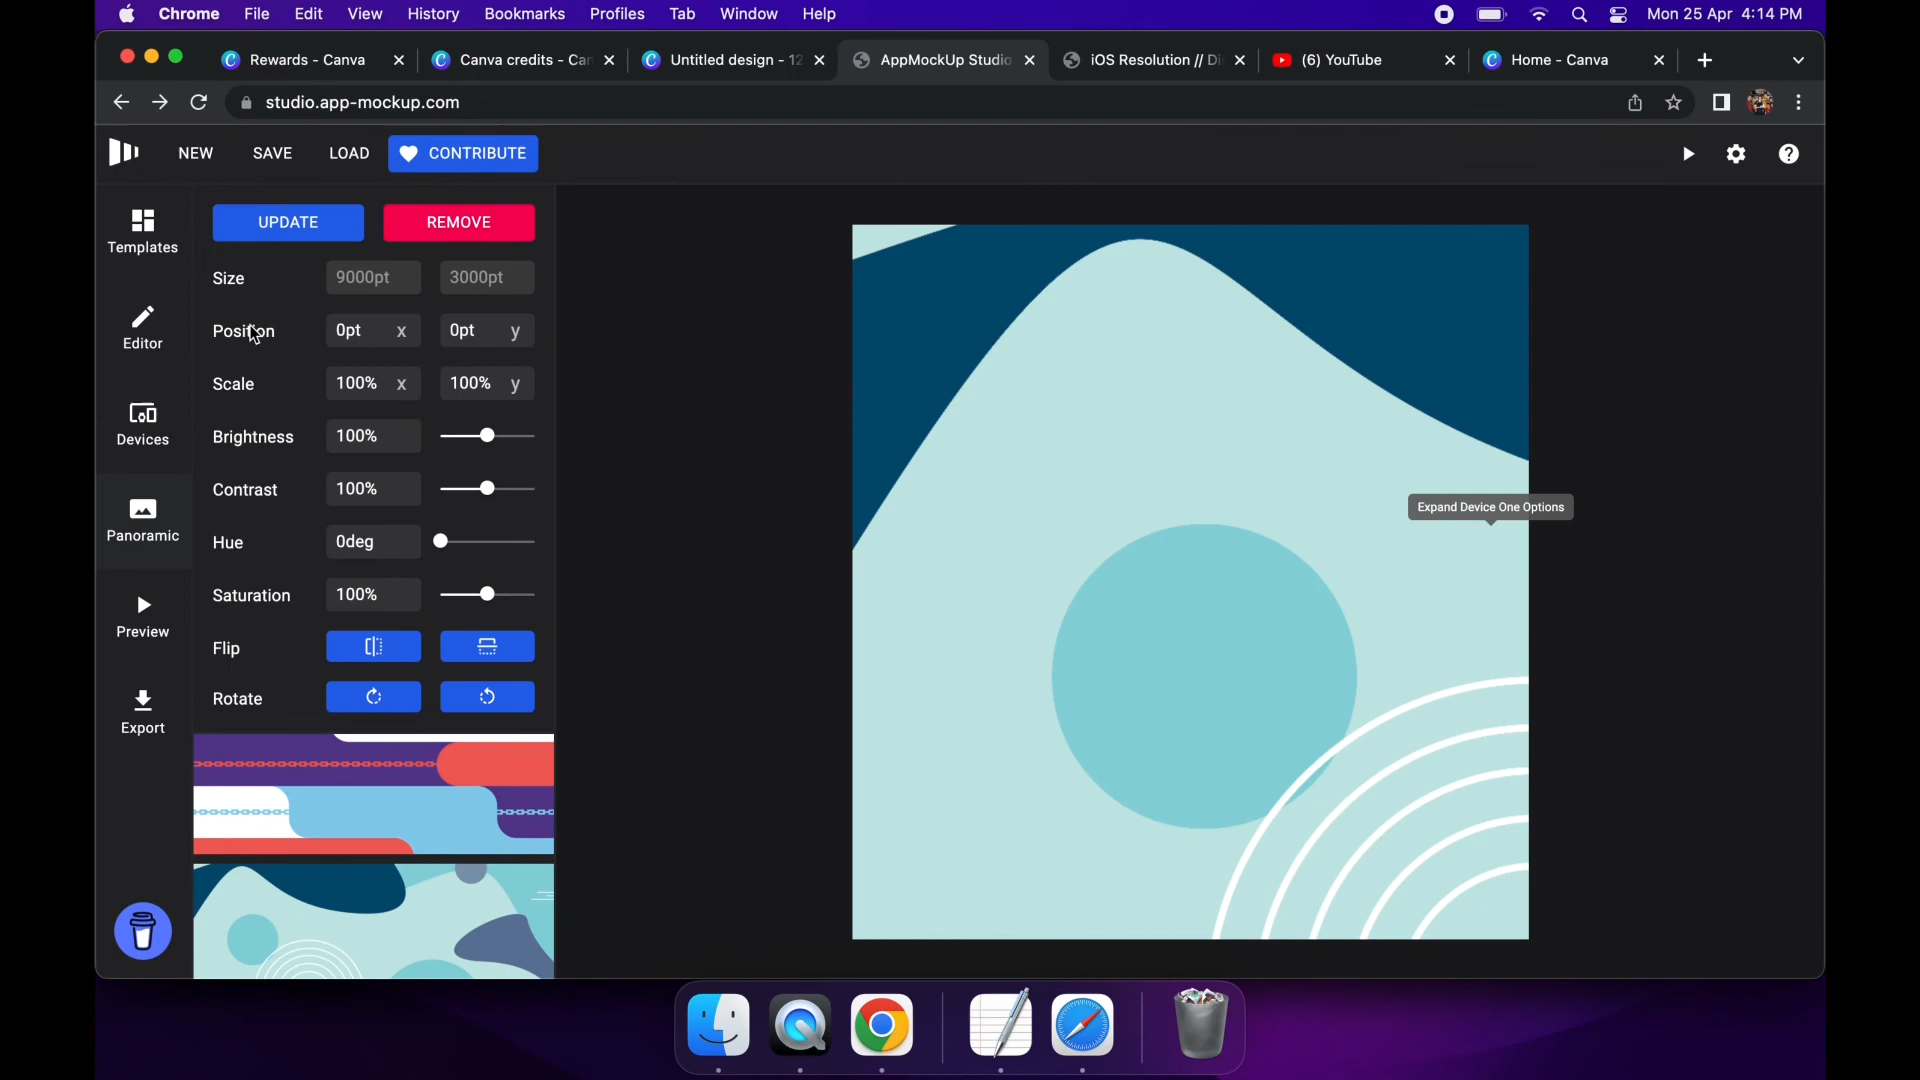 Chrome File Edit View History Bookmarks Profiles Tab Window Help Mon 25 Apr 4:14 PM
Rewards - Canva Canva credits - Can Untitled design - 12 AppMockUp Studio iOS Resolution // Di (6) YouTube Home - Canva
studio.app-mockup.com
NEW SAVE LOAD CONTRIBUTE
UPDATE REMOVE
Templates
Size 9000pt 3000pt
Position 0pt x 0pt y
Editor
Scale 100% x 100% y
Devices
Brightness 100%
Contrast 100%
Expand Device One Options
Panoramic
Hue 0deg
Saturation 100%
Preview
Flip
Rotate
Export